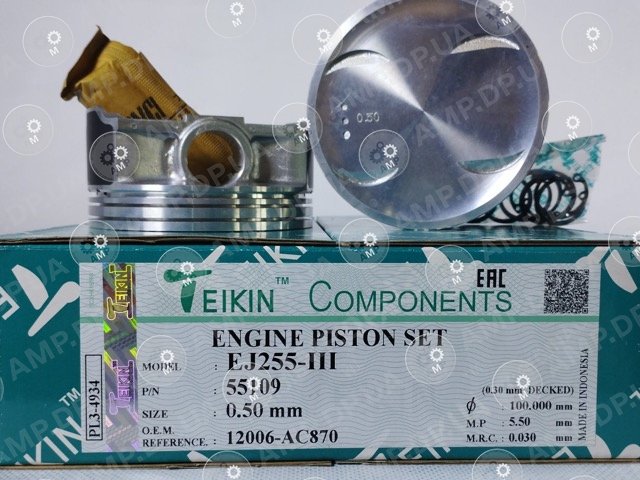 0.50
TEIKIN™ COMPONENTS
EAC
ENGINE PISTON SET
MODEL : EJ255-III
P/N : 55109
SIZE : 0.50 mm
O.E.M. REFERENCE. : 12006-AC870
(0.30 mm DECKED)
ϕ : 100.000 mm
M.P : 5.50 mm
M.R.C. : 0.030 mm
MADE IN INDONESIA
PL3-4934
TEIKIN
TEIKIN
AMP.DP.UA